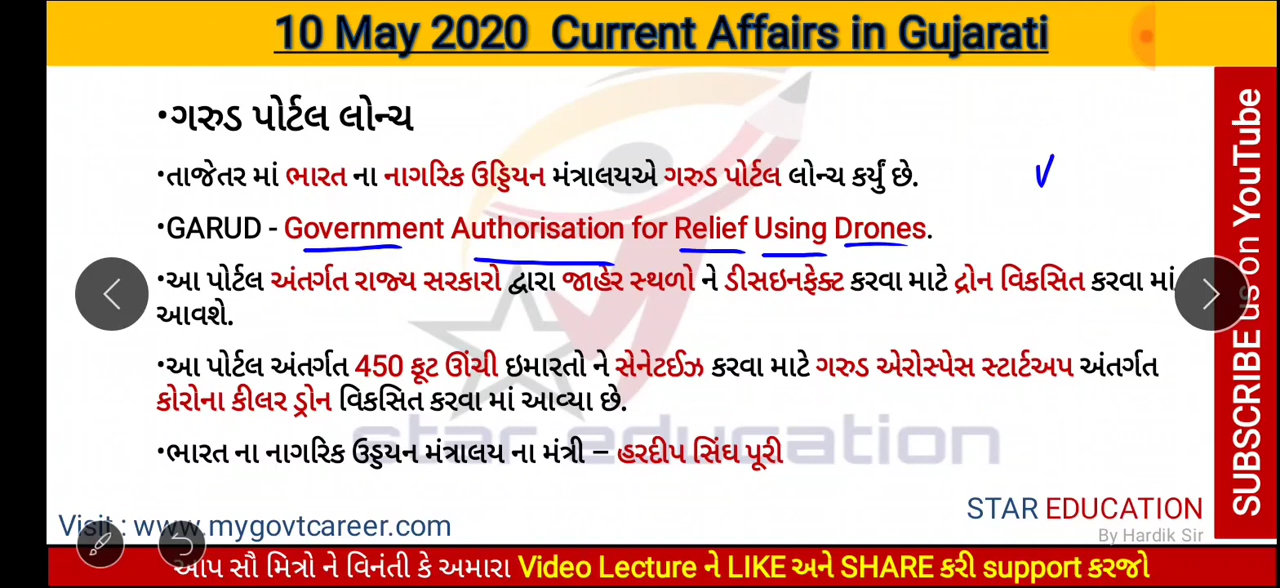 10 May 2020 Current Affairs in Gujarati
•ગરુડ પોર્ટલ લોન્ચ
•તાજેતર માં ભારત ના નાગરિક ઉડ્ડિયન મંત્રાલયએ ગરુડ પોર્ટલ લોન્ચ કર્યું છે.
•GARUD - Government Authorisation for Relief Using Drones.
•આ પોર્ટલ અંતર્ગત રાજ્ય સરકારો દ્વારા જાહેર સ્થળો ને ડીસઇનફેક્ટ કરવા માટે દ્રોન વિકસિત કરવા માં
આવશે.
•આ પોર્ટલ અંતર્ગત 450 ફૂટ ઊંચી ઇમારતો ને સેનેટઈઝ કરવા માટે ગરુડ એરોસ્પેસ સ્ટાર્ટઅપ અંતર્ગત
કોરોના કીલર ડ્રોન વિકસિત કરવા માં આવ્યા છે.
•ભારત ના નાગરિક ઉડ્ડયન મંત્રાલય ના મંત્રી – હરદીપ સિંઘ પૂરી
star education
STAR EDUCATION
Visit : www.mygovtcareer.com
By Hardik Sir
આપ સૌ મિત્રો ને વિનંતી કે અમારા Video Lecture ને LIKE અને SHARE કરી support કરજો
SUBSCRIBE us on YouTube